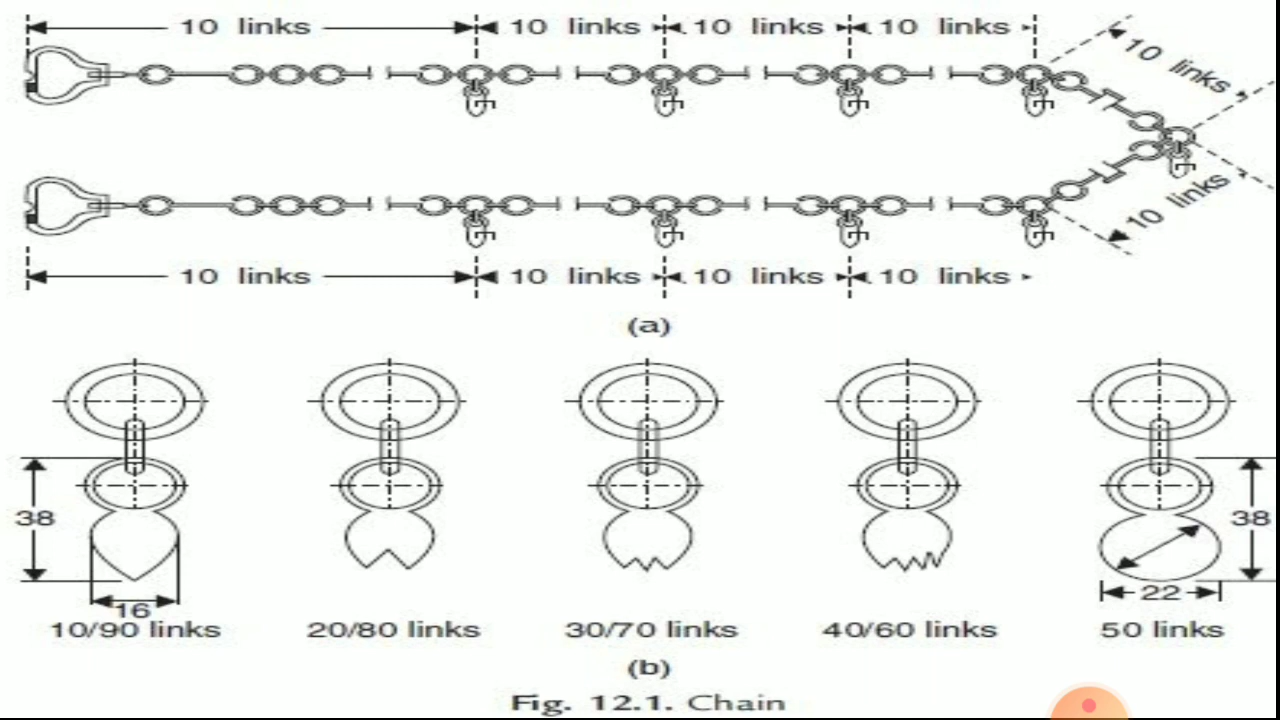 10 links 10 links 10 links 10 links
10 links
10 links
10 links 10 links 10 links 10 links
(a)
38 38
16 22
10/90 links 20/80 links 30/70 links 40/60 links 50 links
(b)
Fig. 12.1. Chain